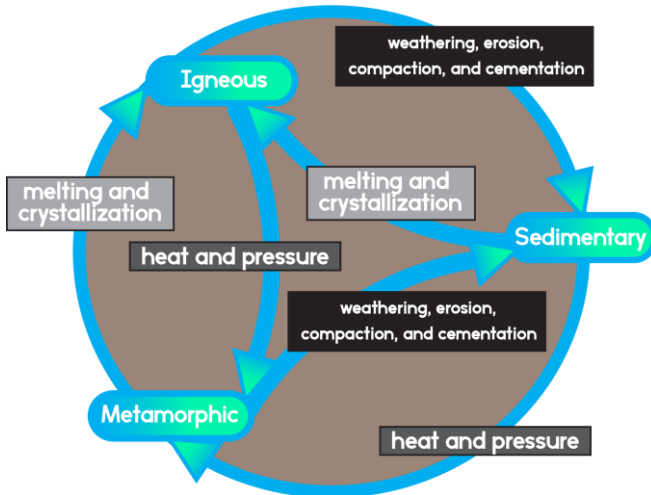 weathering, erosion,
compaction, and cementation
Igneous
melting and
crystallization
melting and
crystallization
Sedimentary
heat and pressure
weathering, erosion,
compaction, and cementation
Metamorphic
heat and pressure